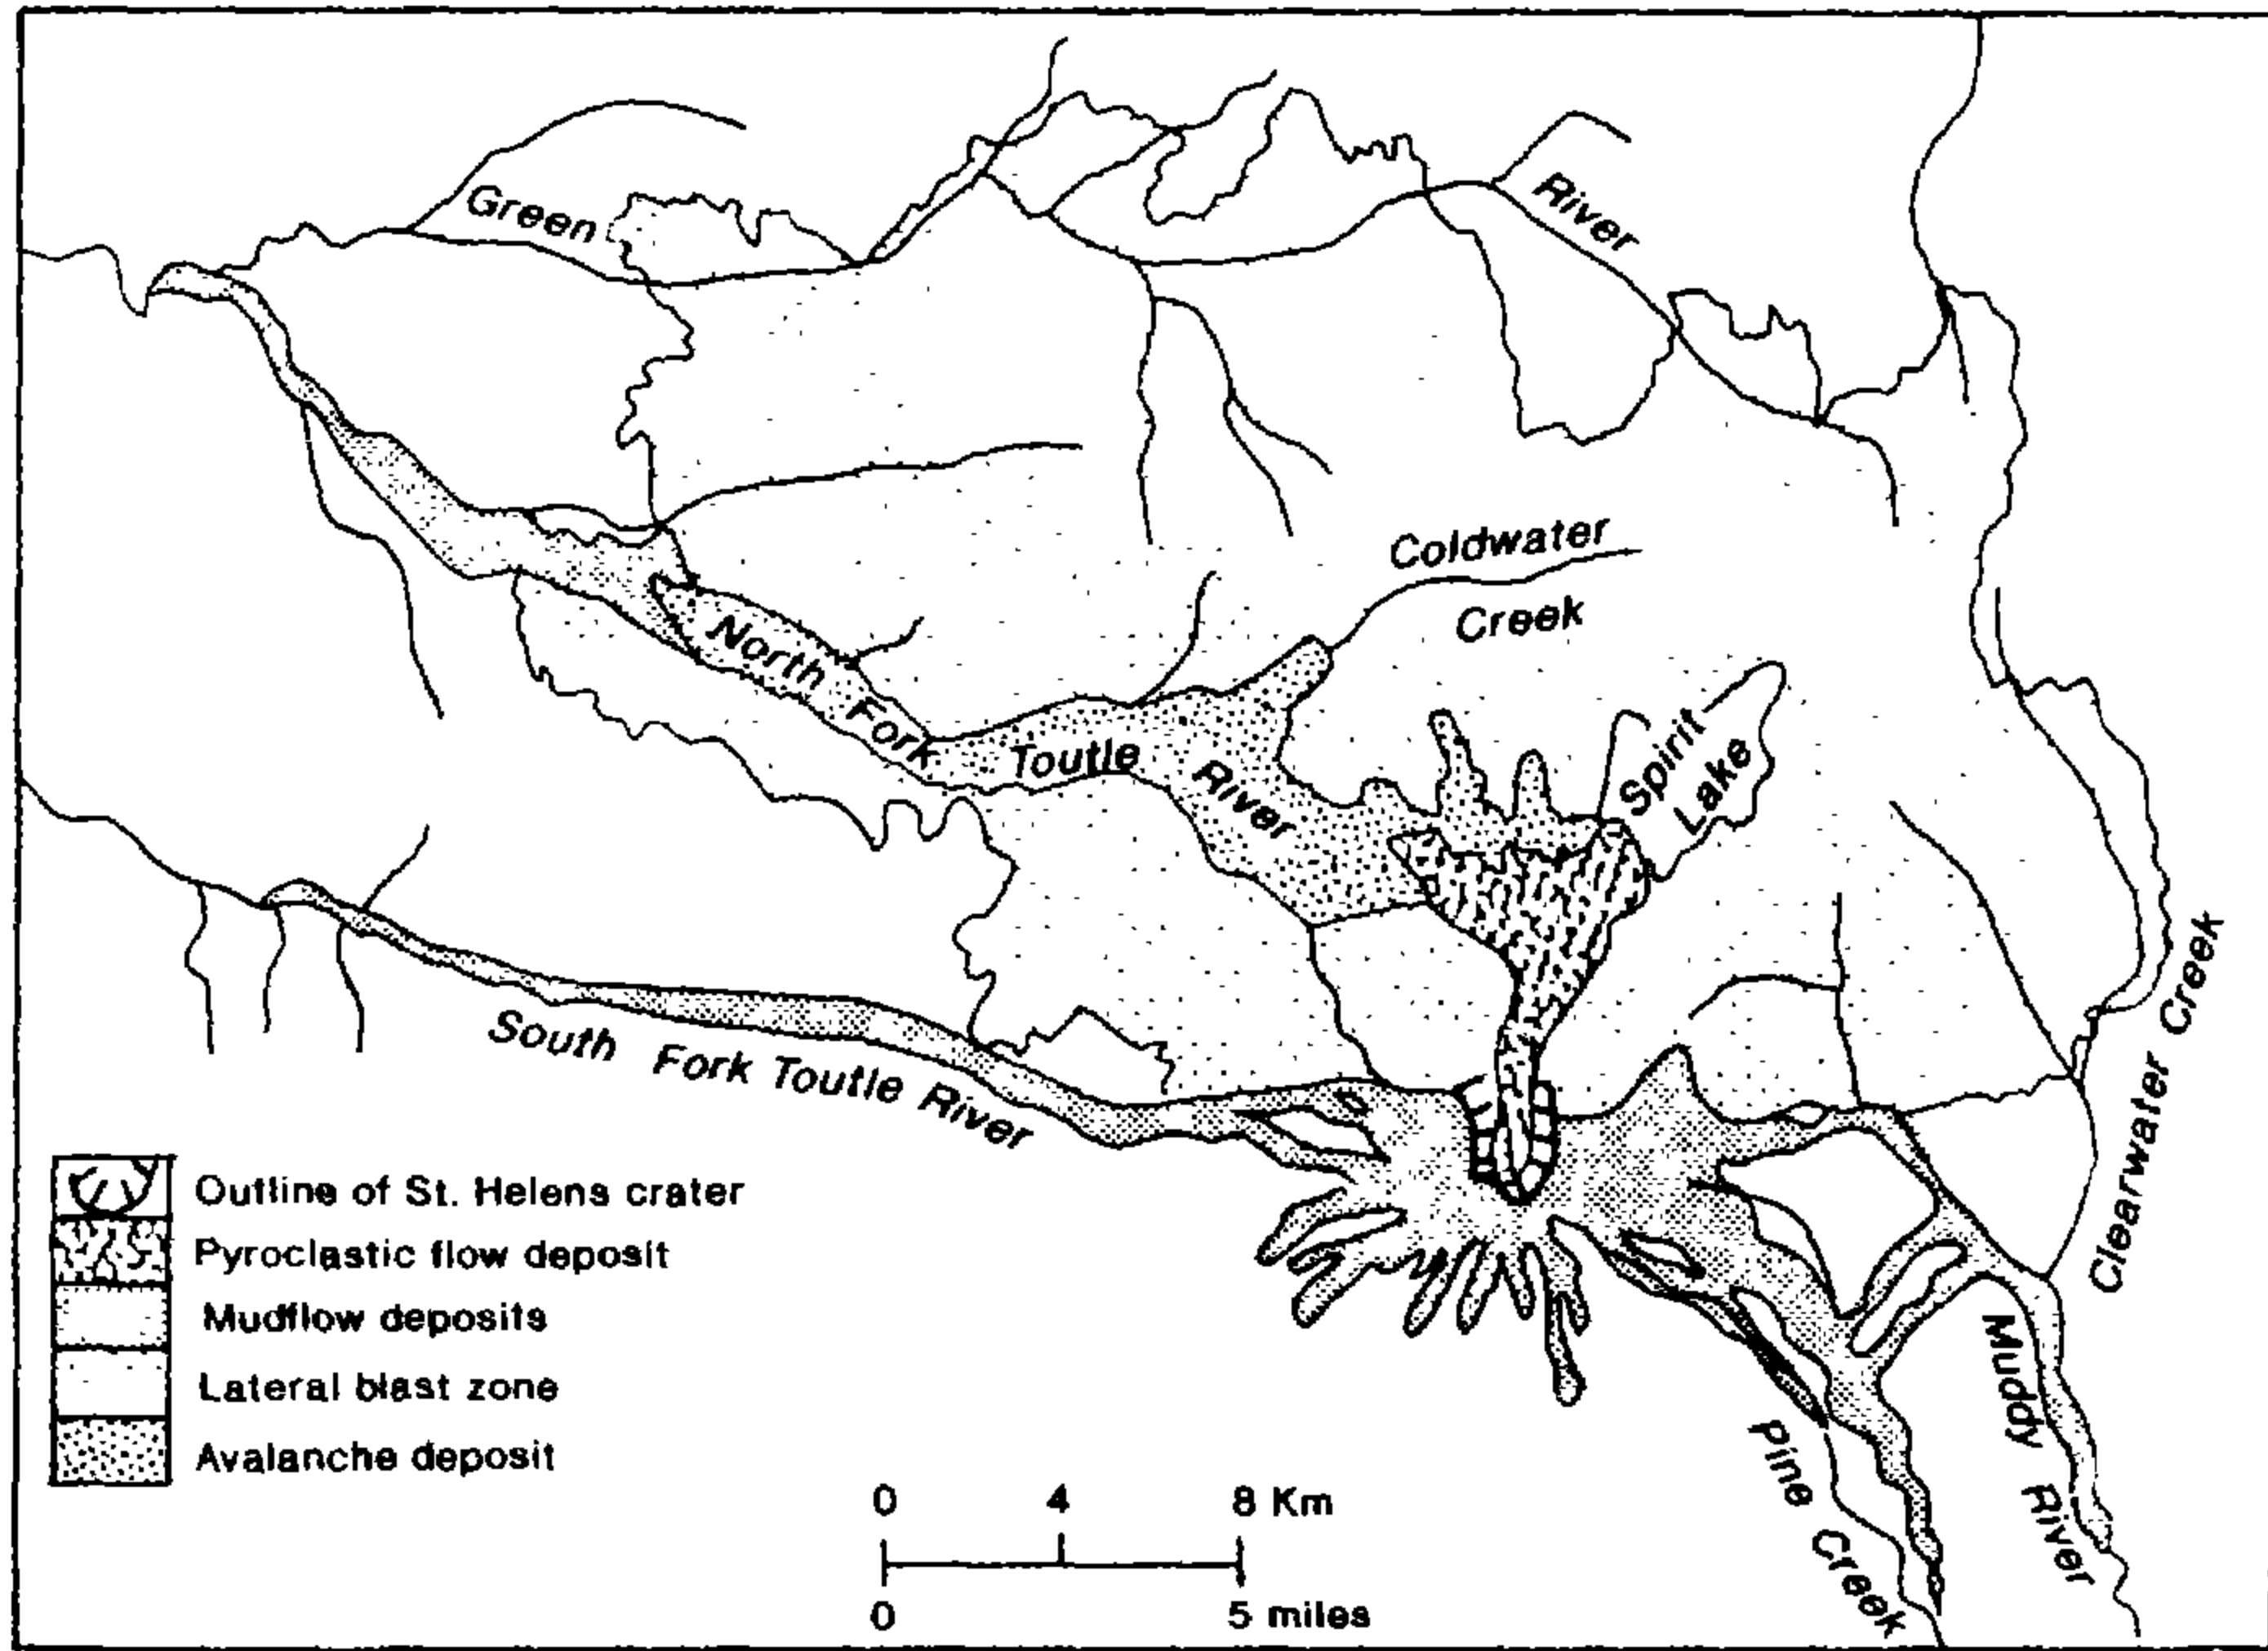 Green
River
Coldwater
Creek
North
Fork
Toutle
River
Spirit
Lake
South Fork Toutle River
Clearwater Creek
Muddy
River
Pine
Creek
Outline of St. Helens crater
Pyroclastic flow deposit
Mudflow deposits
Lateral blast zone
Avalanche deposit
0 4 8 Km
0 5 miles